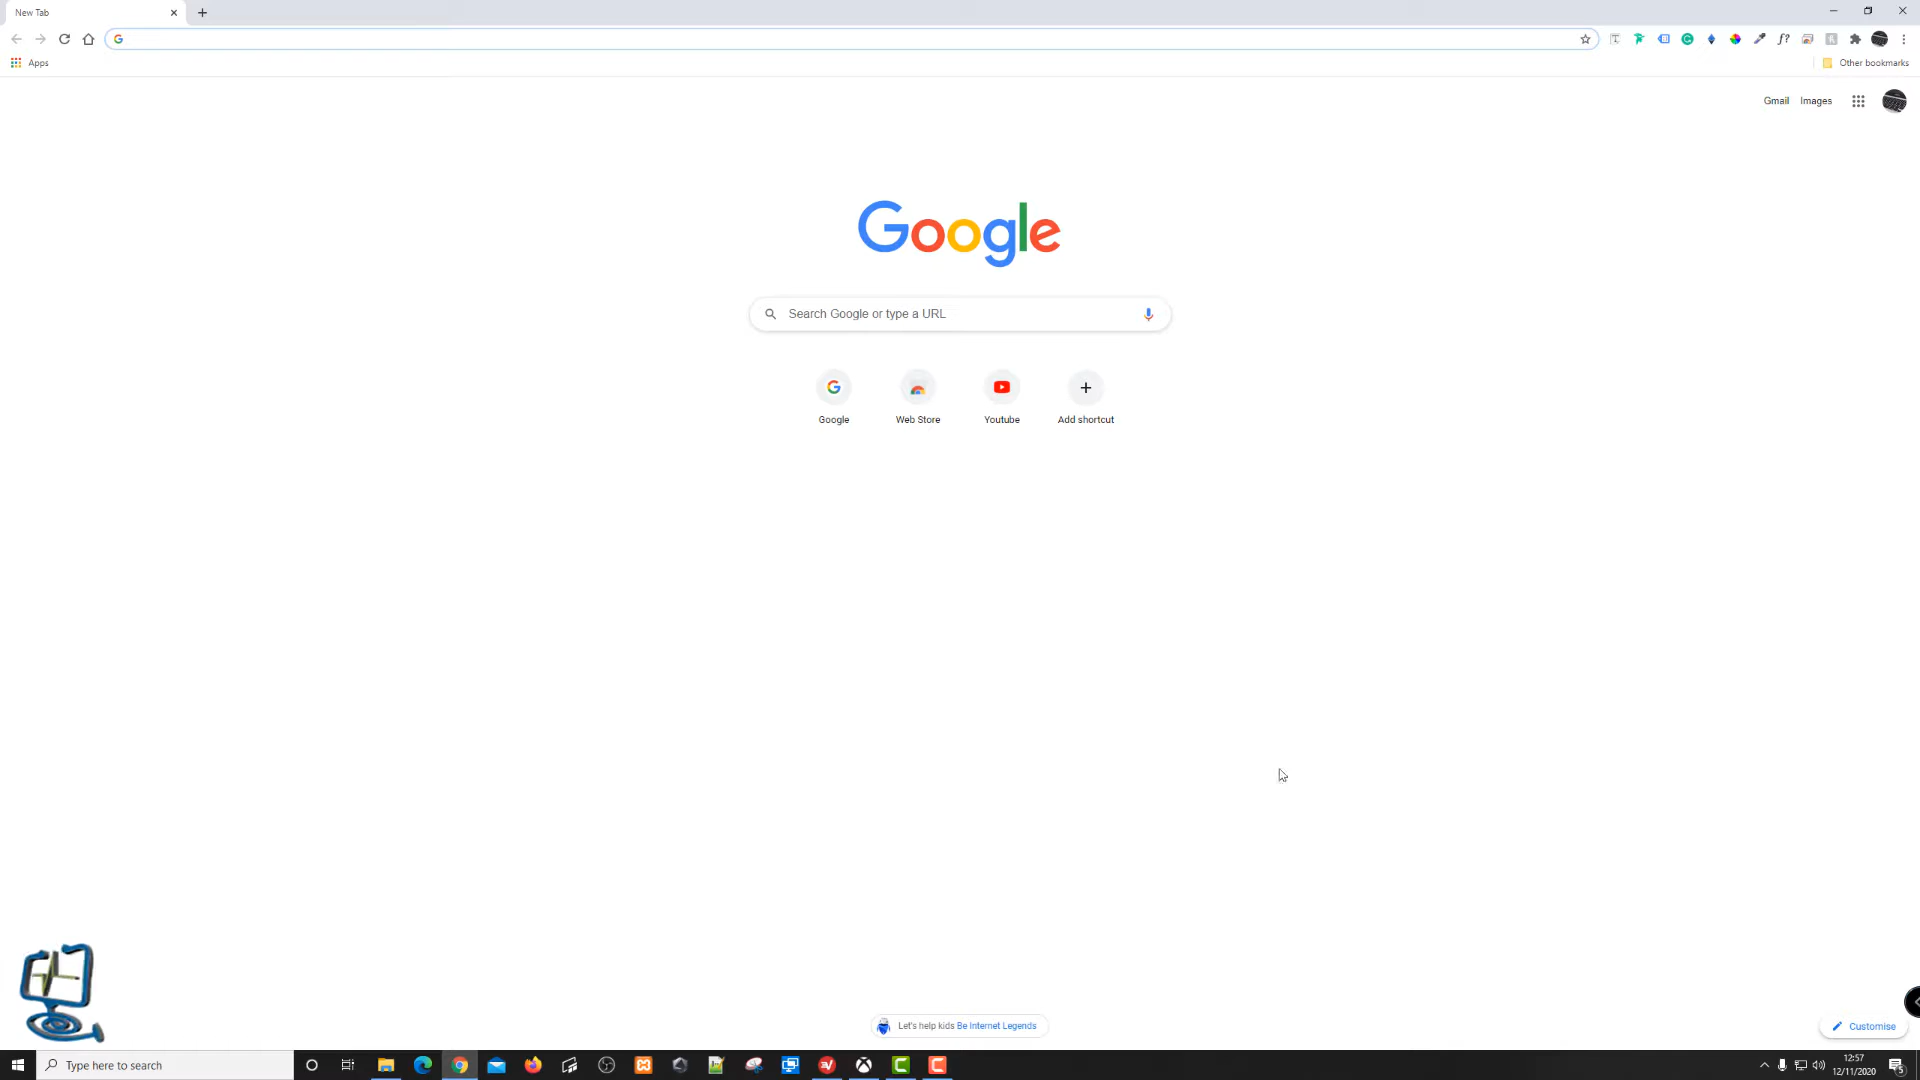 New Tab
Apps
Other bookmarks
Gmail Images
Google
Search Google or type a URL
Google Web Store Youtube Add shortcut
Let's help kids Be Internet Legends
Customise
Type here to search
12:57
12/11/2020
5